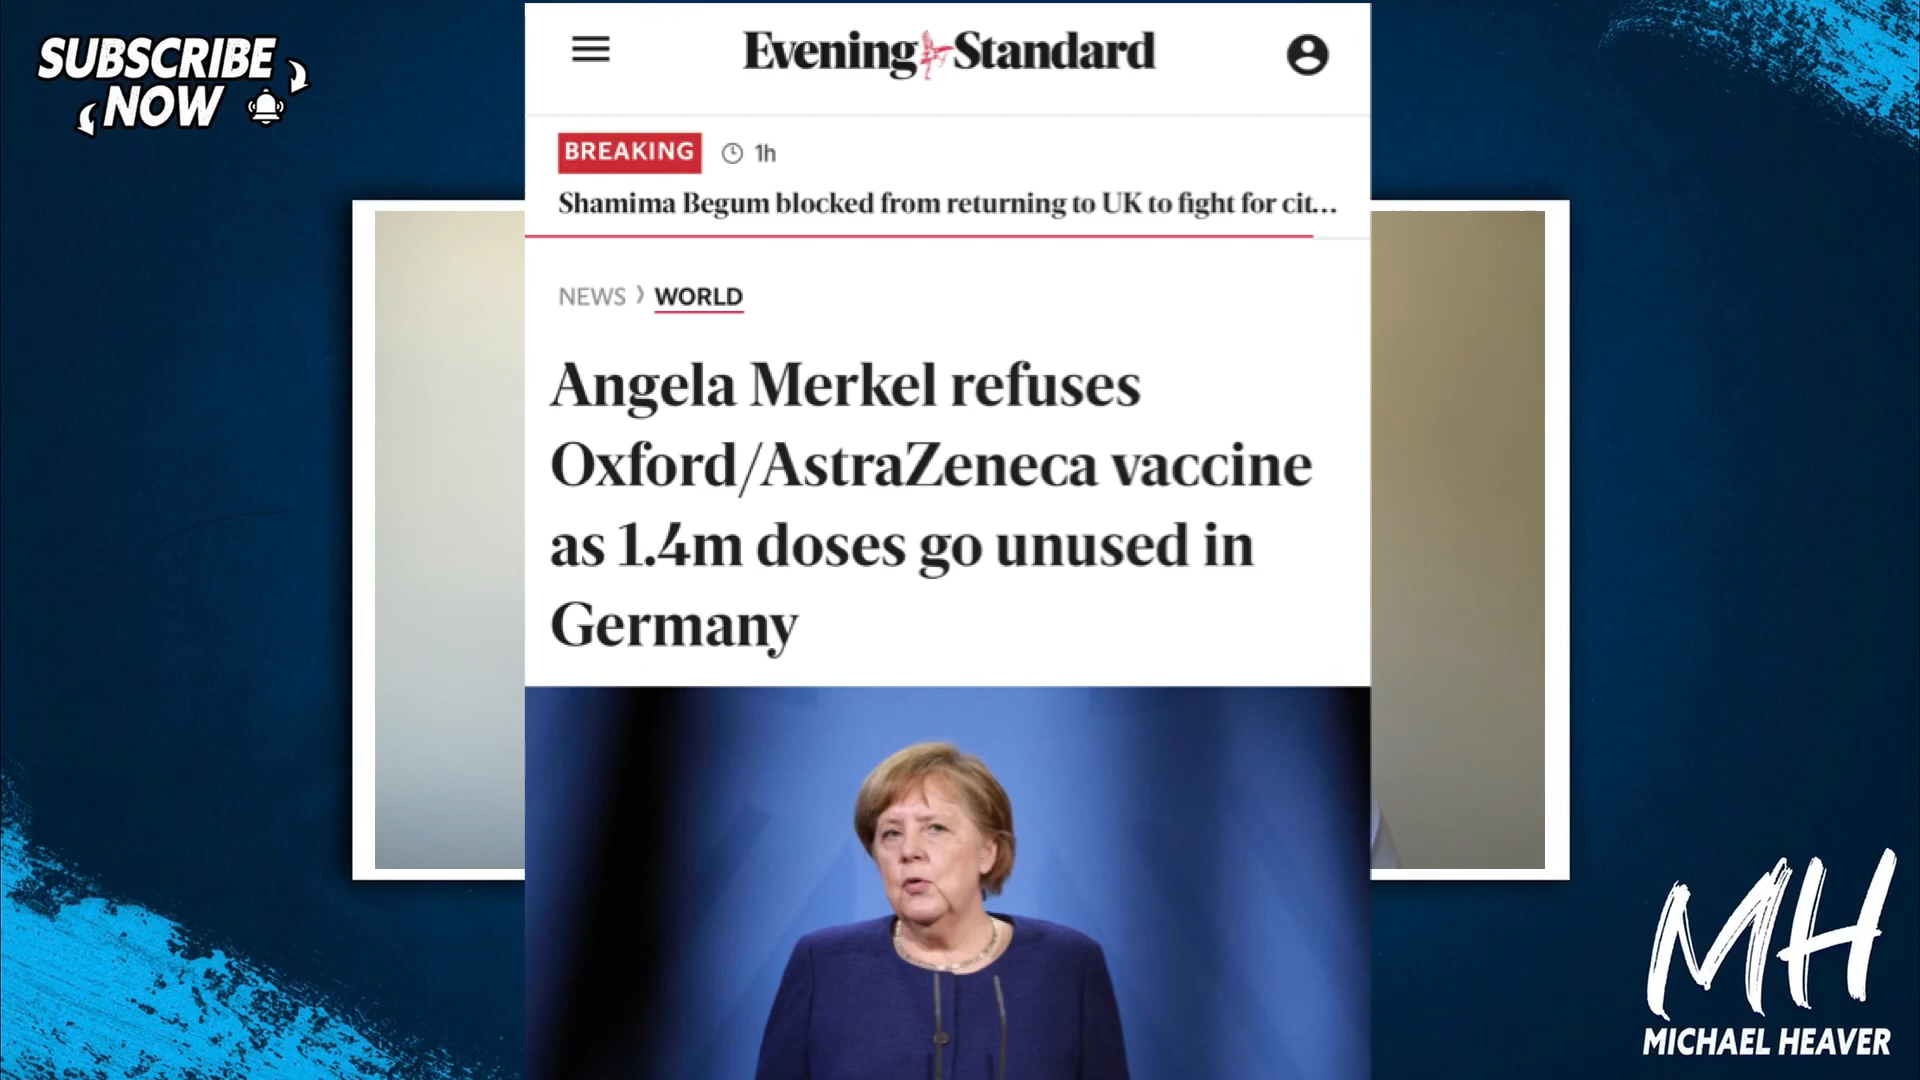 SUBSCRIBE
NOW
Evening Standard
BREAKING 1h
Shamima Begum blocked from returning to UK to fight for cit...
NEWS > WORLD
Angela Merkel refuses
Oxford/AstraZeneca vaccine
as 1.4m doses go unused in
Germany
MH
MICHAEL HEAVER